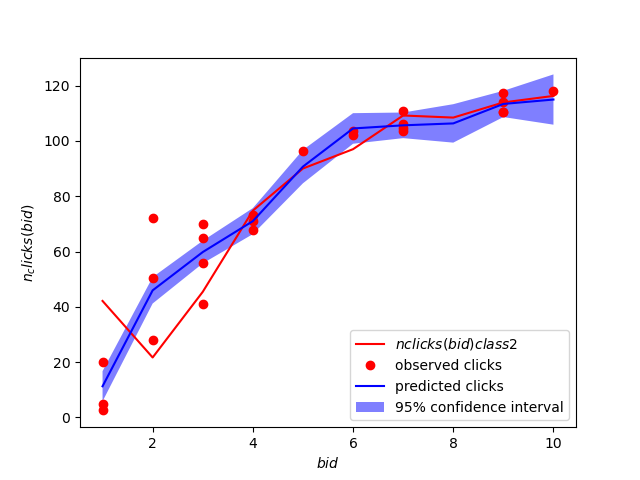 120
100
80
60
40
20
0
n_clicks(bid)
nclicks(bid)class2
observed clicks
predicted clicks
95% confidence interval
2
4
6
8
10
bid